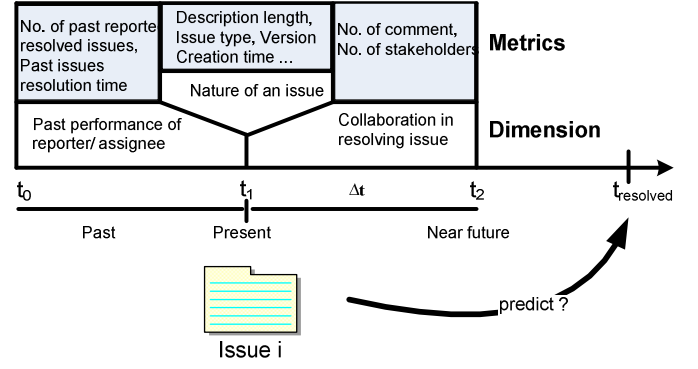 No. of past reporte
resolved issues,
Past issues
resolution time
Description length,
Issue type, Version
Creation time ...
No. of comment,
No. of stakeholders
Metrics
Nature of an issue
Past performance of
reporter/ assignee
Collaboration in
resolving issue
Dimension
t0
t1
Δt
t2
tresolved
Past
Present
Near future
predict ?
Issue i